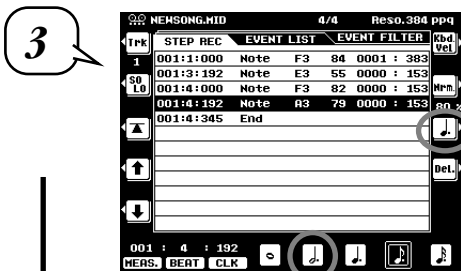 3
NEWSONG.MID 4/4 Reso.384 ppq
Trk STEP REC EVENT LIST EVENT FILTER Kbd. Vel
1 001:1:000 Note F3 84 0001 : 383
001:3:192 Note E3 55 0000 : 153
SO LO 001:4:000 Note F3 82 0000 : 153 Nrm.
001:4:192 Note A3 79 0000 : 153 80 %
001:4:345 End
Del.
001 : 4 : 192
MEAS. BEAT CLK